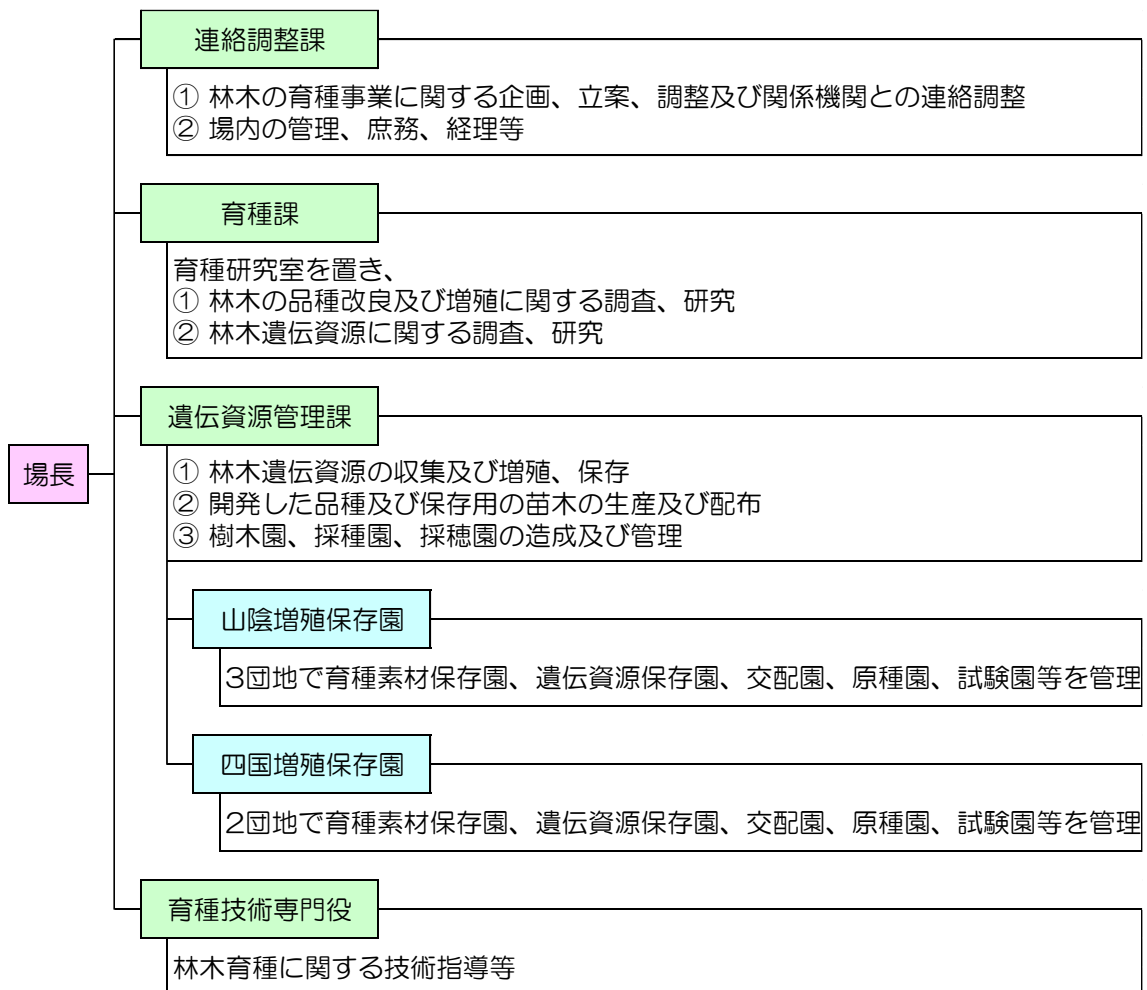 連絡調整課
① 林木の育種事業に関する企画、立案、調整及び関係機関との連絡調整
② 場内の管理、庶務、経理等
育種課
育種研究室を置き、
① 林木の品種改良及び増殖に関する調査、研究
② 林木遺伝資源に関する調査、研究
遺伝資源管理課
場長
① 林木遺伝資源の収集及び増殖、保存
② 開発した品種及び保存用の苗木の生産及び配布
③ 樹木園、採種園、採穂園の造成及び管理
山陰増殖保存園
3団地で育種素材保存園、遺伝資源保存園、交配園、原種園、試験園等を管理
四国増殖保存園
2団地で育種素材保存園、遺伝資源保存園、交配園、原種園、試験園等を管理
育種技術専門役
林木育種に関する技術指導等